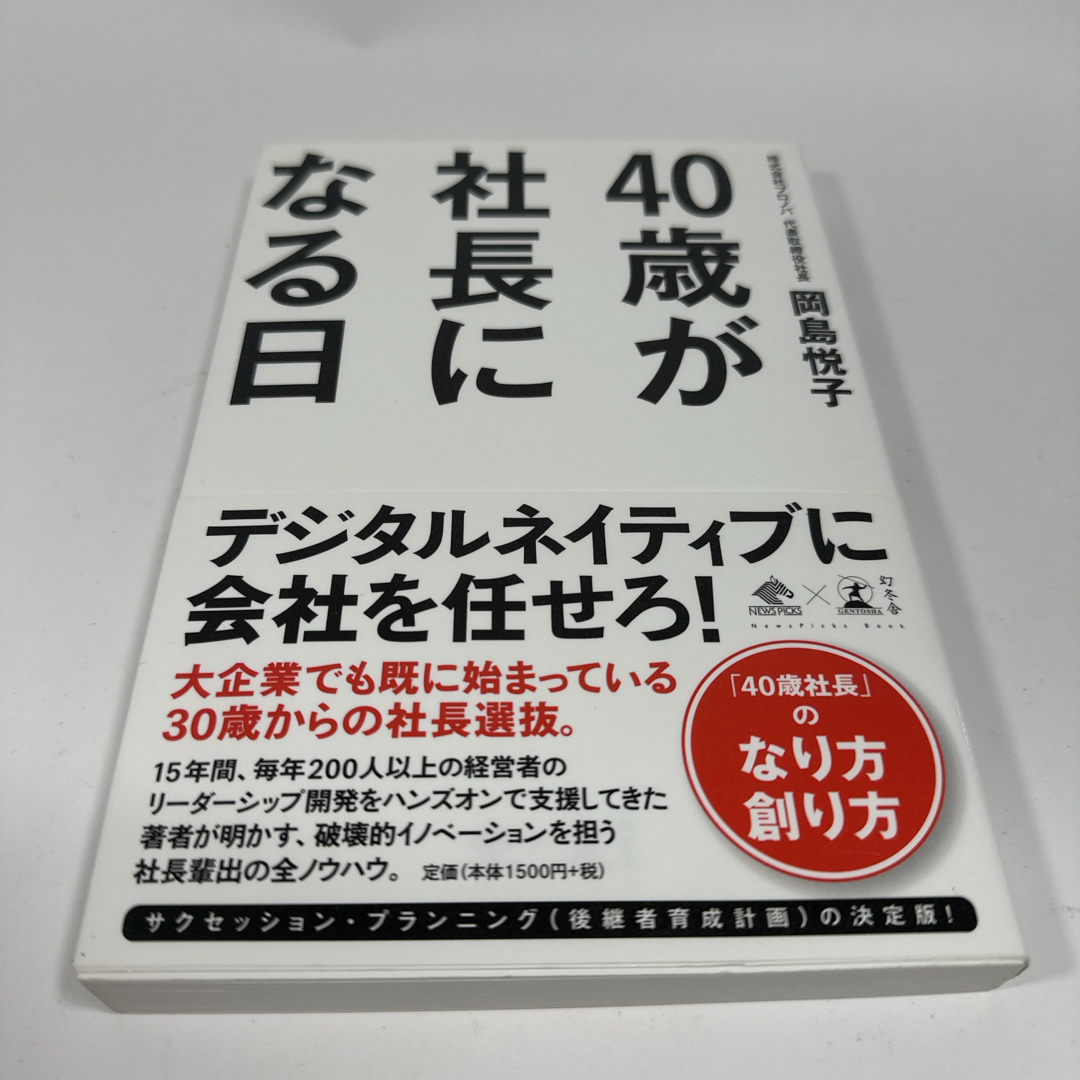 40歳が
社長に
なる日
株式会社プロノバ 代表取締役社長
岡島悦子
デジタルネイティブに
会社を任せろ!
NEWSPICKS
×
GENTOSHA
幻冬舎
NewsPicks Book
大企業でも既に始まっている
30歳からの社長選抜。
15年間、毎年200人以上の経営者の
リーダーシップ開発をハンズオンで支援してきた
著者が明かす、破壊的イノベーションを担う
社長輩出の全ノウハウ。 定価(本体1500円+税)
「40歳社長」
の
なり方
創り方
サクセッション・プランニング(後継者育成計画)の決定版!